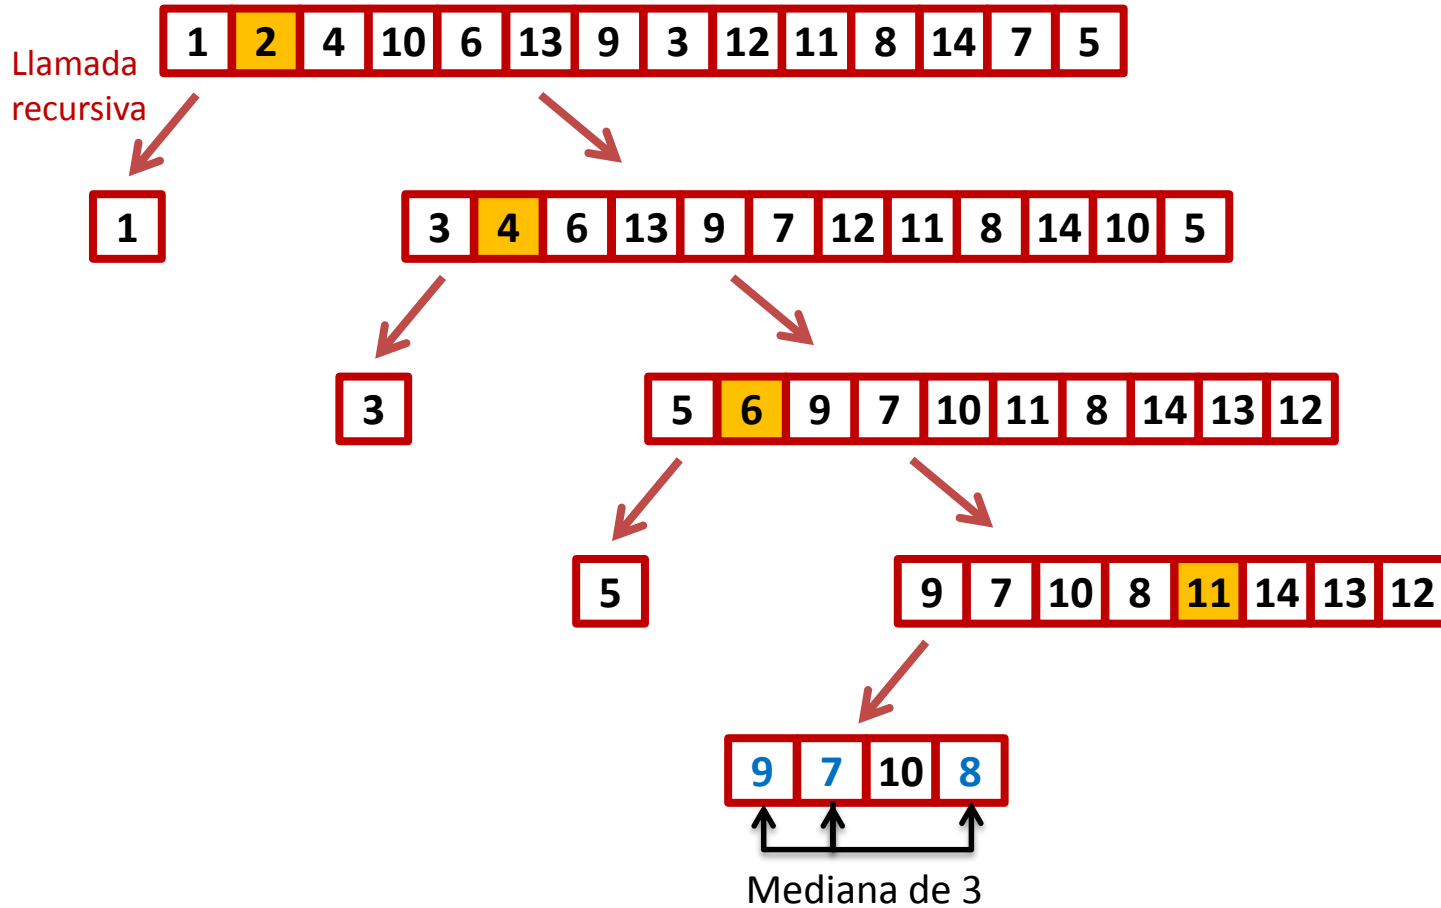 1 2 4 10 6 13 9 3 12 11 8 14 7 5
Llamada
recursiva
1
3 4 6 13 9 7 12 11 8 14 10 5
3
5 6 9 7 10 11 8 14 13 12
5
9 7 10 8 11 14 13 12
9 7 10 8
Mediana de 3